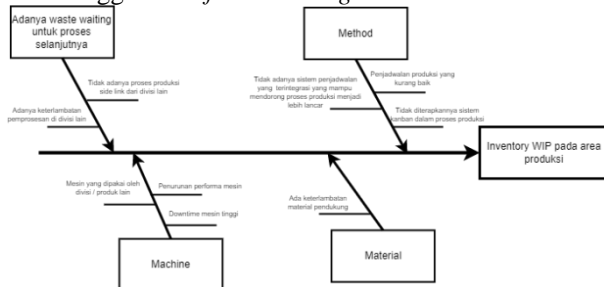 Adanya waste waiting
untuk proses
selanjutnya
Method
Tidak adanya proses produksi
side link dari divisi lain
Adanya keterlambatan
pemprosesan di divisi lain
Tidak adanya sistem penjadwalan
yang terintegrasi yang mampu
mendorong proses produksi menjadi
lebih lancar
Penjadwalan produksi yang
kurang baik
Tidak diterapkannya sistem
kanban dalam proses produksi
Inventory WIP pada area
produksi
Mesin yang dipakai oleh
divisi / produk lain
Penurunan performa mesin
Downtime mesin tinggi
Ada keterlambatan
material pendukung
Machine
Material